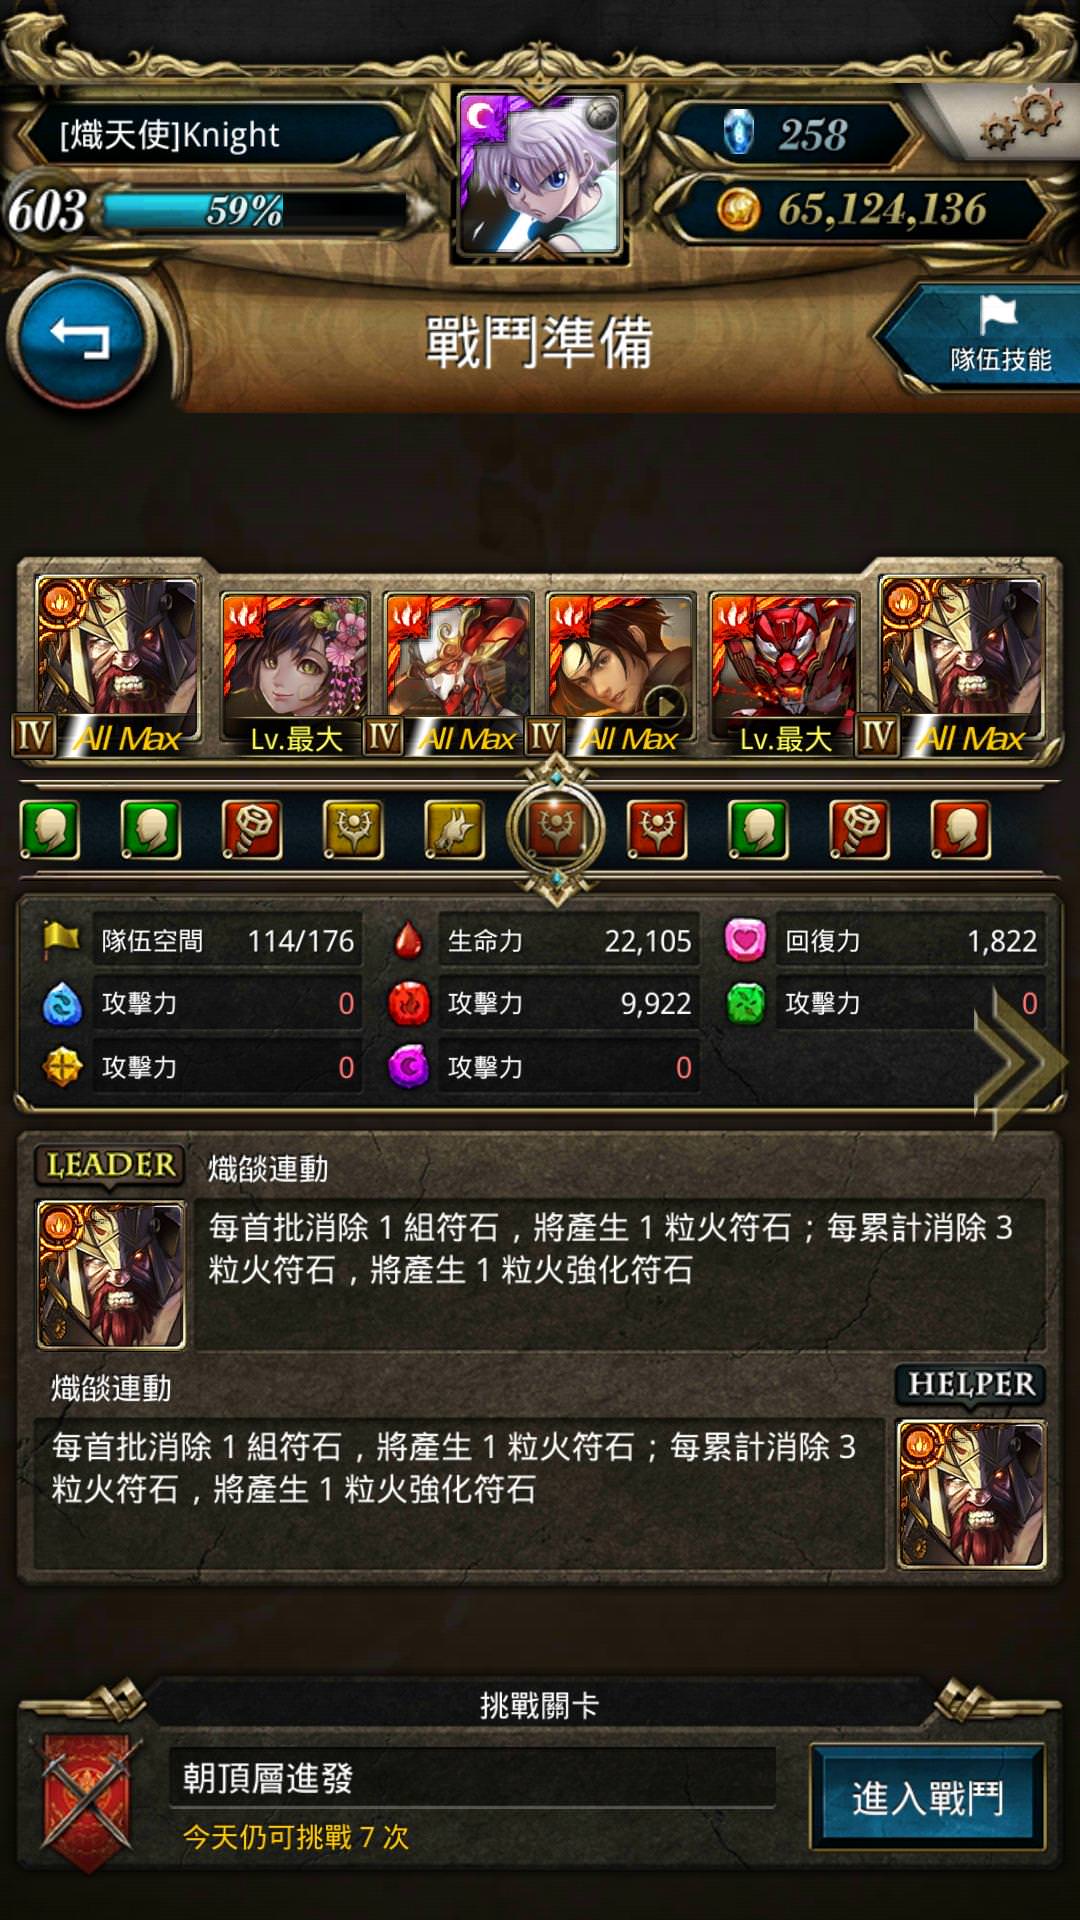 [熾天使]Knight
258
603
59%
65,124,136
戰鬥準備
隊伍技能
IV All Max
Lv.最大
IV All Max
IV All Max
Lv.最大
IV All Max
隊伍空間 114/176
生命力 22,105
回復力 1,822
攻擊力 0
攻擊力 9,922
攻擊力 0
攻擊力 0
攻擊力 0
LEADER
熾燄連動
每首批消除 1 組符石，將產生 1 粒火符石；每累計消除 3
粒火符石，將產生 1 粒火強化符石
熾燄連動
HELPER
每首批消除 1 組符石，將產生 1 粒火符石；每累計消除 3
粒火符石，將產生 1 粒火強化符石
挑戰關卡
朝頂層進發
今天仍可挑戰 7 次
進入戰鬥